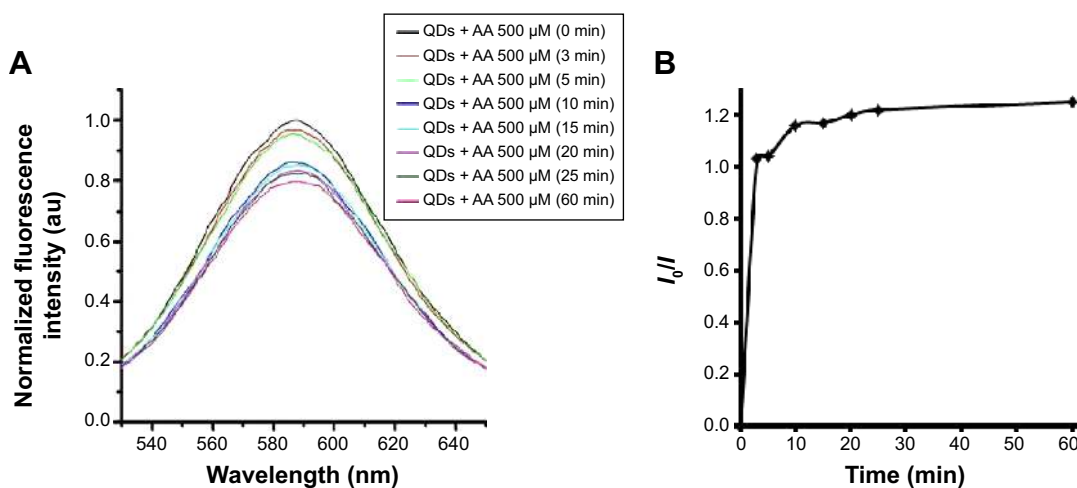 A
QDs + AA 500 µM (0 min)
QDs + AA 500 µM (3 min)
QDs + AA 500 µM (5 min)
QDs + AA 500 µM (10 min)
QDs + AA 500 µM (15 min)
QDs + AA 500 µM (20 min)
QDs + AA 500 µM (25 min)
QDs + AA 500 µM (60 min)
Normalized fluorescence
intensity (au)
1.0
0.8
0.6
0.4
0.2
0.0
540 560 580 600 620 640
Wavelength (nm)
B
I0/I
1.2
1.0
1.2
0.6
0.4
1.2
0.0
0 10 20 30 40 50 60
Time (min)